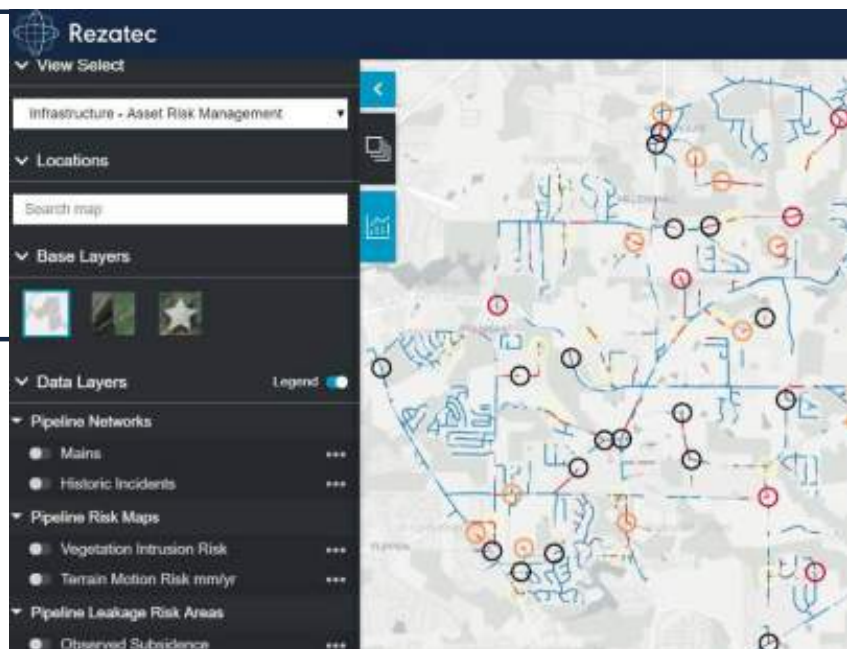 Rezatec
View Select
Infrastructure - Asset Risk Management
Locations
Search map
Base Layers
Data Layers
Legend
Pipeline Networks
Mains
Historic Incidents
Pipeline Risk Maps
Vegetation Intrusion Risk
Terrain Motion Risk mm/yr
Pipeline Leakage Risk Areas
Observed Subsidence